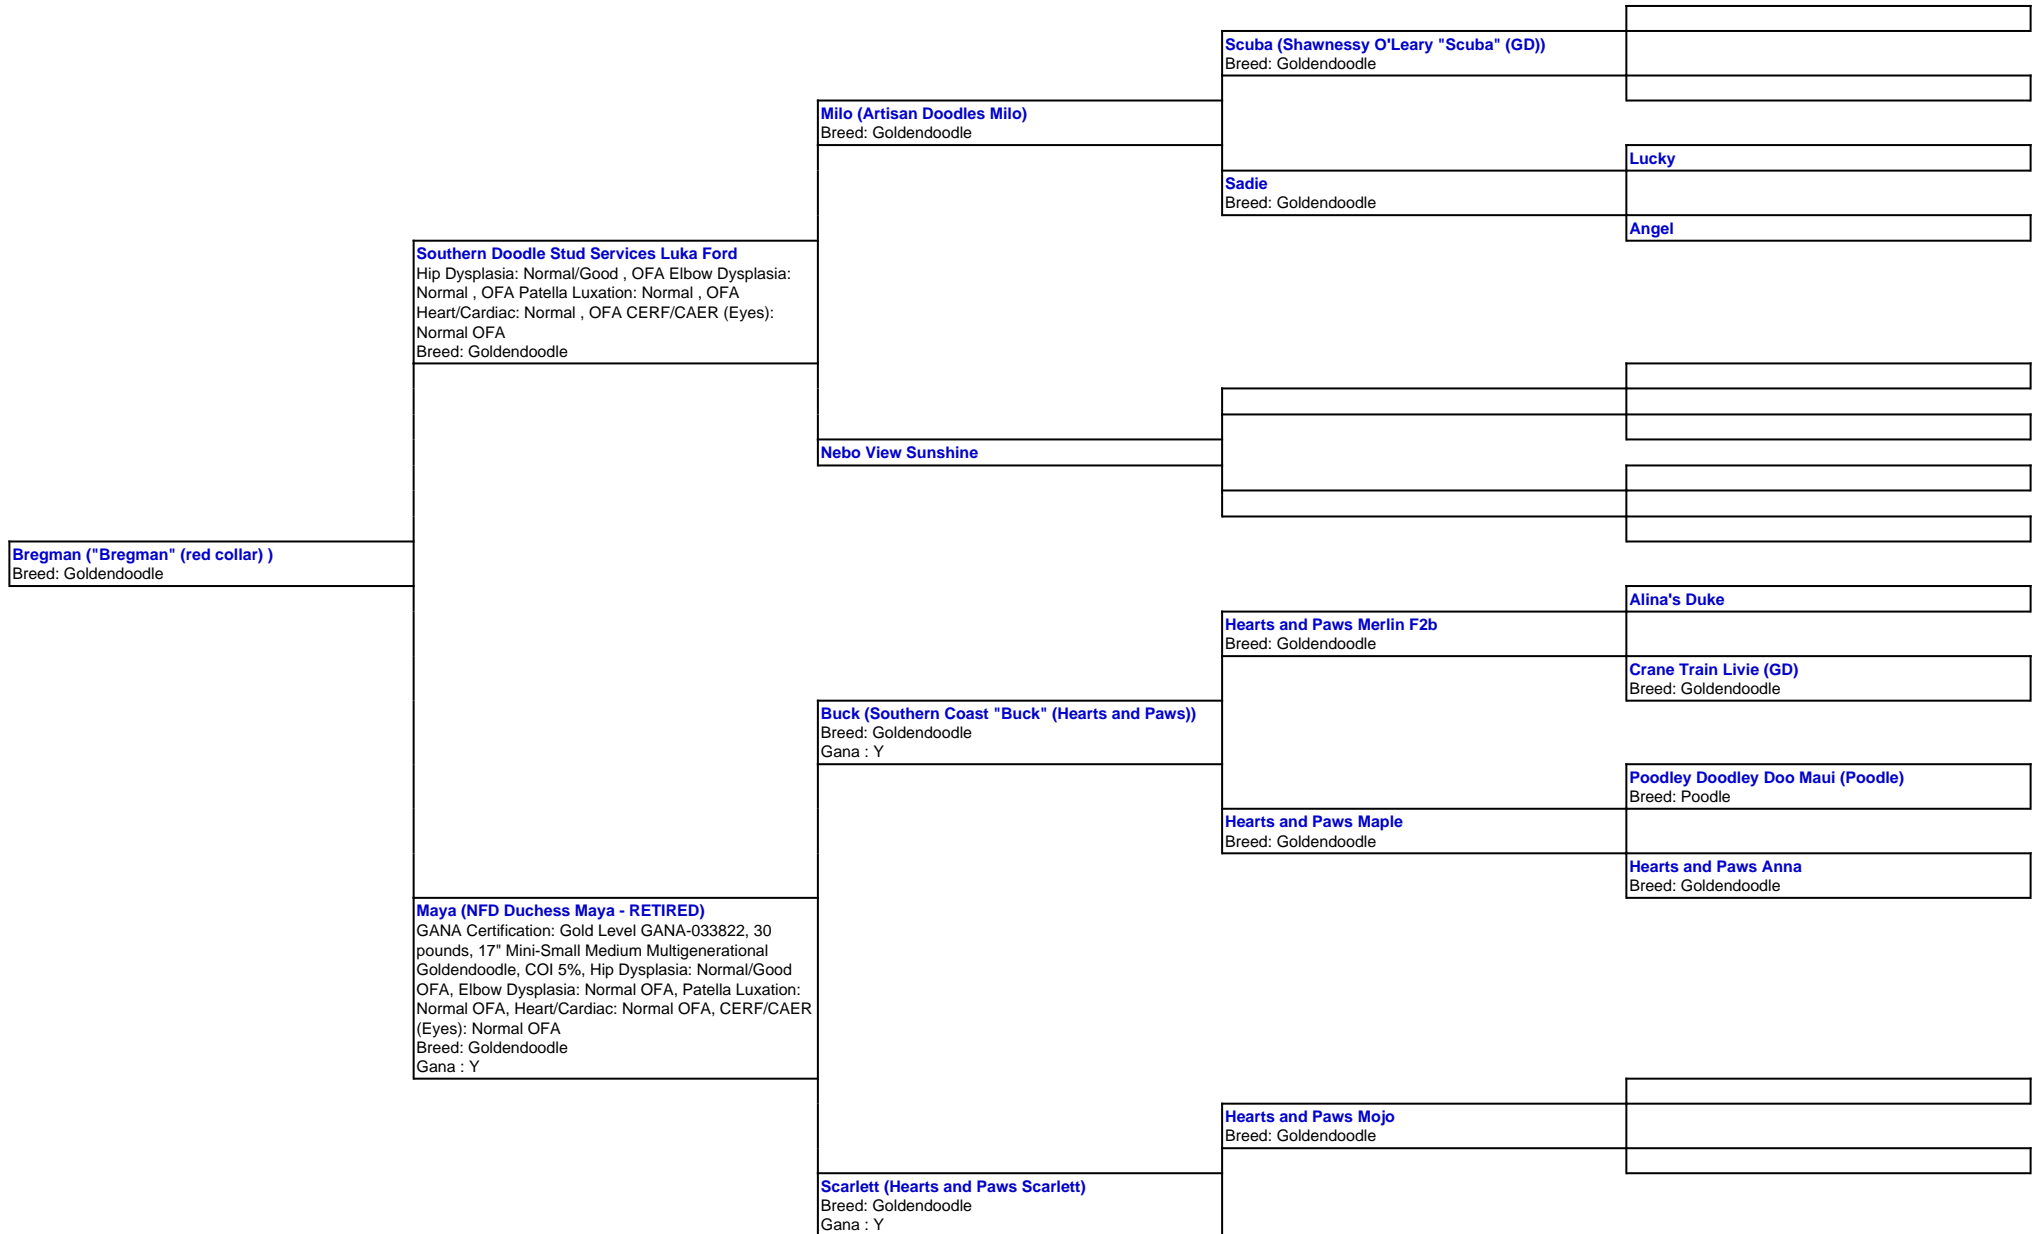 Scuba (Shawnessy O'Leary "Scuba" (GD))
Breed: Goldendoodle
Milo (Artisan Doodles Milo)
Breed: Goldendoodle
Lucky
Sadie
Breed: Goldendoodle
Angel
Southern Doodle Stud Services Luka Ford
Hip Dysplasia: Normal/Good , OFA Elbow Dysplasia:
Normal , OFA Patella Luxation: Normal , OFA
Heart/Cardiac: Normal , OFA CERF/CAER (Eyes):
Normal OFA
Breed: Goldendoodle
Nebo View Sunshine
Bregman ("Bregman" (red collar) )
Breed: Goldendoodle
Alina's Duke
Hearts and Paws Merlin F2b
Breed: Goldendoodle
Crane Train Livie (GD)
Breed: Goldendoodle
Buck (Southern Coast "Buck" (Hearts and Paws))
Breed: Goldendoodle
Gana : Y
Poodley Doodley Doo Maui (Poodle)
Breed: Poodle
Hearts and Paws Maple
Breed: Goldendoodle
Hearts and Paws Anna
Breed: Goldendoodle
Maya (NFD Duchess Maya - RETIRED)
GANA Certification: Gold Level GANA-033822, 30
pounds, 17" Mini-Small Medium Multigenerational
Goldendoodle, COI 5%, Hip Dysplasia: Normal/Good
OFA, Elbow Dysplasia: Normal OFA, Patella Luxation:
Normal OFA, Heart/Cardiac: Normal OFA, CERF/CAER
(Eyes): Normal OFA
Breed: Goldendoodle
Gana : Y
Hearts and Paws Mojo
Breed: Goldendoodle
Scarlett (Hearts and Paws Scarlett)
Breed: Goldendoodle
Gana : Y